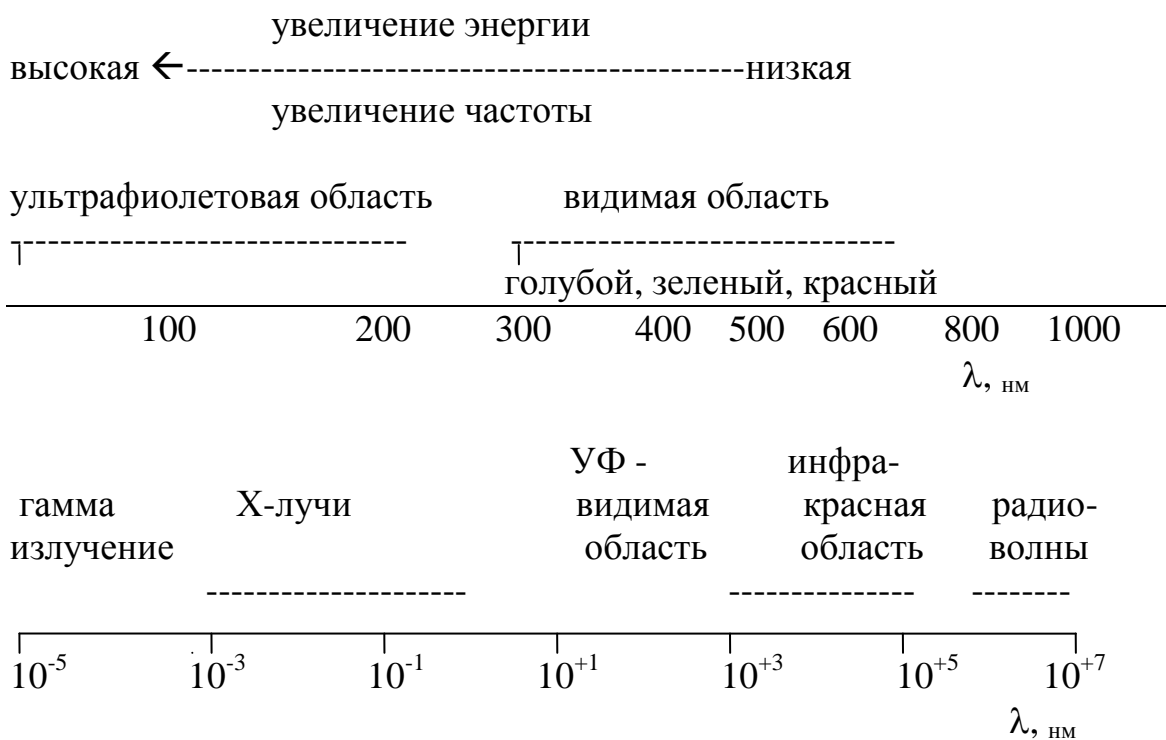 увеличение энергии
высокая ←---------------------------------------------низкая
увеличение частоты
ультрафиолетовая область видимая область
голубой, зеленый, красный
100 200 300 400 500 600 800 1000
λ, нм
УФ - инфра-
гамма Х-лучи видимая красная радио-
излучение область область волны
10⁻⁵ 10⁻³ 10⁻¹ 10⁺¹ 10⁺³ 10⁺⁵ 10⁺⁷
λ, нм